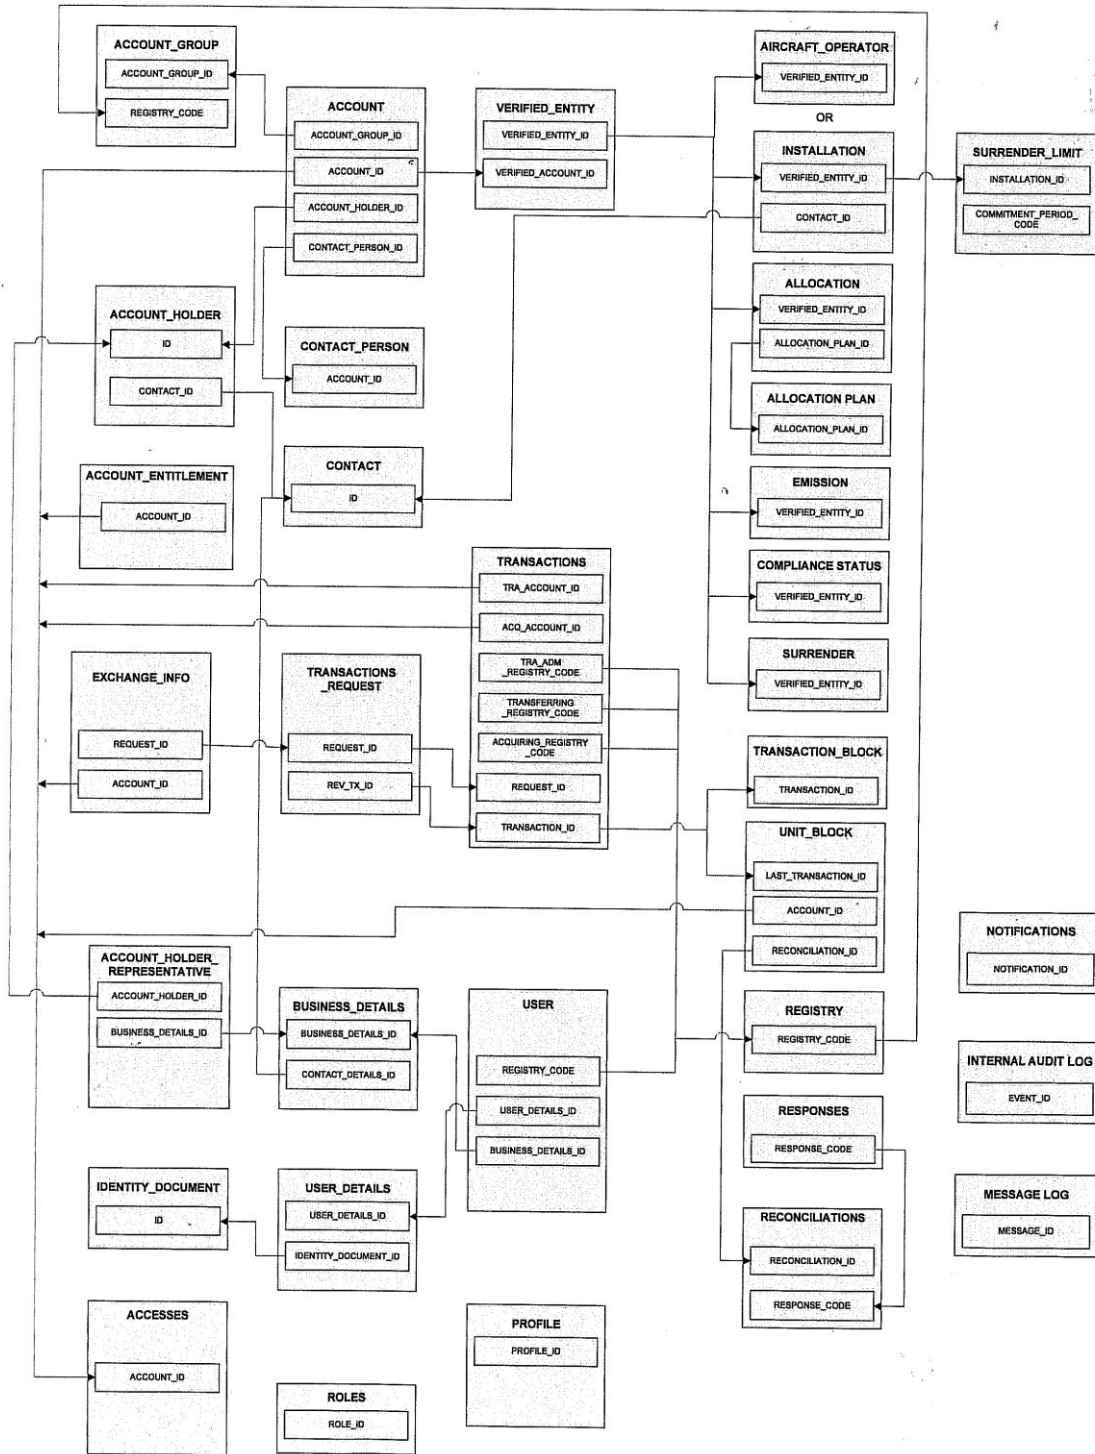 ACCOUNT_GROUP
ACCOUNT_GROUP_ID
REGISTRY_CODE
ACCOUNT
ACCOUNT_GROUP_ID
ACCOUNT_ID
ACCOUNT_HOLDER_ID
CONTACT_PERSON_ID
VERIFIED_ENTITY
VERIFIED_ENTITY_ID
VERIFIED_ACCOUNT_ID
AIRCRAFT_OPERATOR
VERIFIED_ENTITY_ID
OR
INSTALLATION
VERIFIED_ENTITY_ID
CONTACT_ID
SURRENDER_LIMIT
INSTALLATION_ID
COMMITMENT_PERIOD_
CODE
ALLOCATION
VERIFIED_ENTITY_ID
ALLOCATION_PLAN_ID
ACCOUNT_HOLDER
ID
CONTACT_ID
CONTACT_PERSON
ACCOUNT_ID
ALLOCATION PLAN
ALLOCATION_PLAN_ID
CONTACT
ID
ACCOUNT_ENTITLEMENT
ACCOUNT_ID
EMISSION
VERIFIED_ENTITY_ID
COMPLIANCE STATUS
VERIFIED_ENTITY_ID
SURRENDER
VERIFIED_ENTITY_ID
TRANSACTIONS
TRA_ACCOUNT_ID
ACQ_ACCOUNT_ID
TRA_ADM
_REGISTRY_CODE
TRANSFERRING
_REGISTRY_CODE
ACQUIRING_REGISTRY
_CODE
REQUEST_ID
TRANSACTION_ID
EXCHANGE_INFO
REQUEST_ID
ACCOUNT_ID
TRANSACTIONS
_REQUEST
REQUEST_ID
REV_TX_ID
TRANSACTION_BLOCK
TRANSACTION_ID
UNIT_BLOCK
LAST_TRANSACTION_ID
ACCOUNT_ID
RECONCILIATION_ID
NOTIFICATIONS
NOTIFICATION_ID
ACCOUNT_HOLDER_
REPRESENTATIVE
ACCOUNT_HOLDER_ID
BUSINESS_DETAILS_ID
BUSINESS_DETAILS
BUSINESS_DETAILS_ID
CONTACT_DETAILS_ID
USER
REGISTRY_CODE
USER_DETAILS_ID
BUSINESS_DETAILS_ID
REGISTRY
REGISTRY_CODE
INTERNAL AUDIT LOG
EVENT_ID
RESPONSES
RESPONSE_CODE
IDENTITY_DOCUMENT
ID
USER_DETAILS
USER_DETAILS_ID
IDENTITY_DOCUMENT_ID
RECONCILIATIONS
RECONCILIATION_ID
RESPONSE_CODE
MESSAGE LOG
MESSAGE_ID
ACCESSES
ACCOUNT_ID
PROFILE
PROFILE_ID
ROLES
ROLE_ID